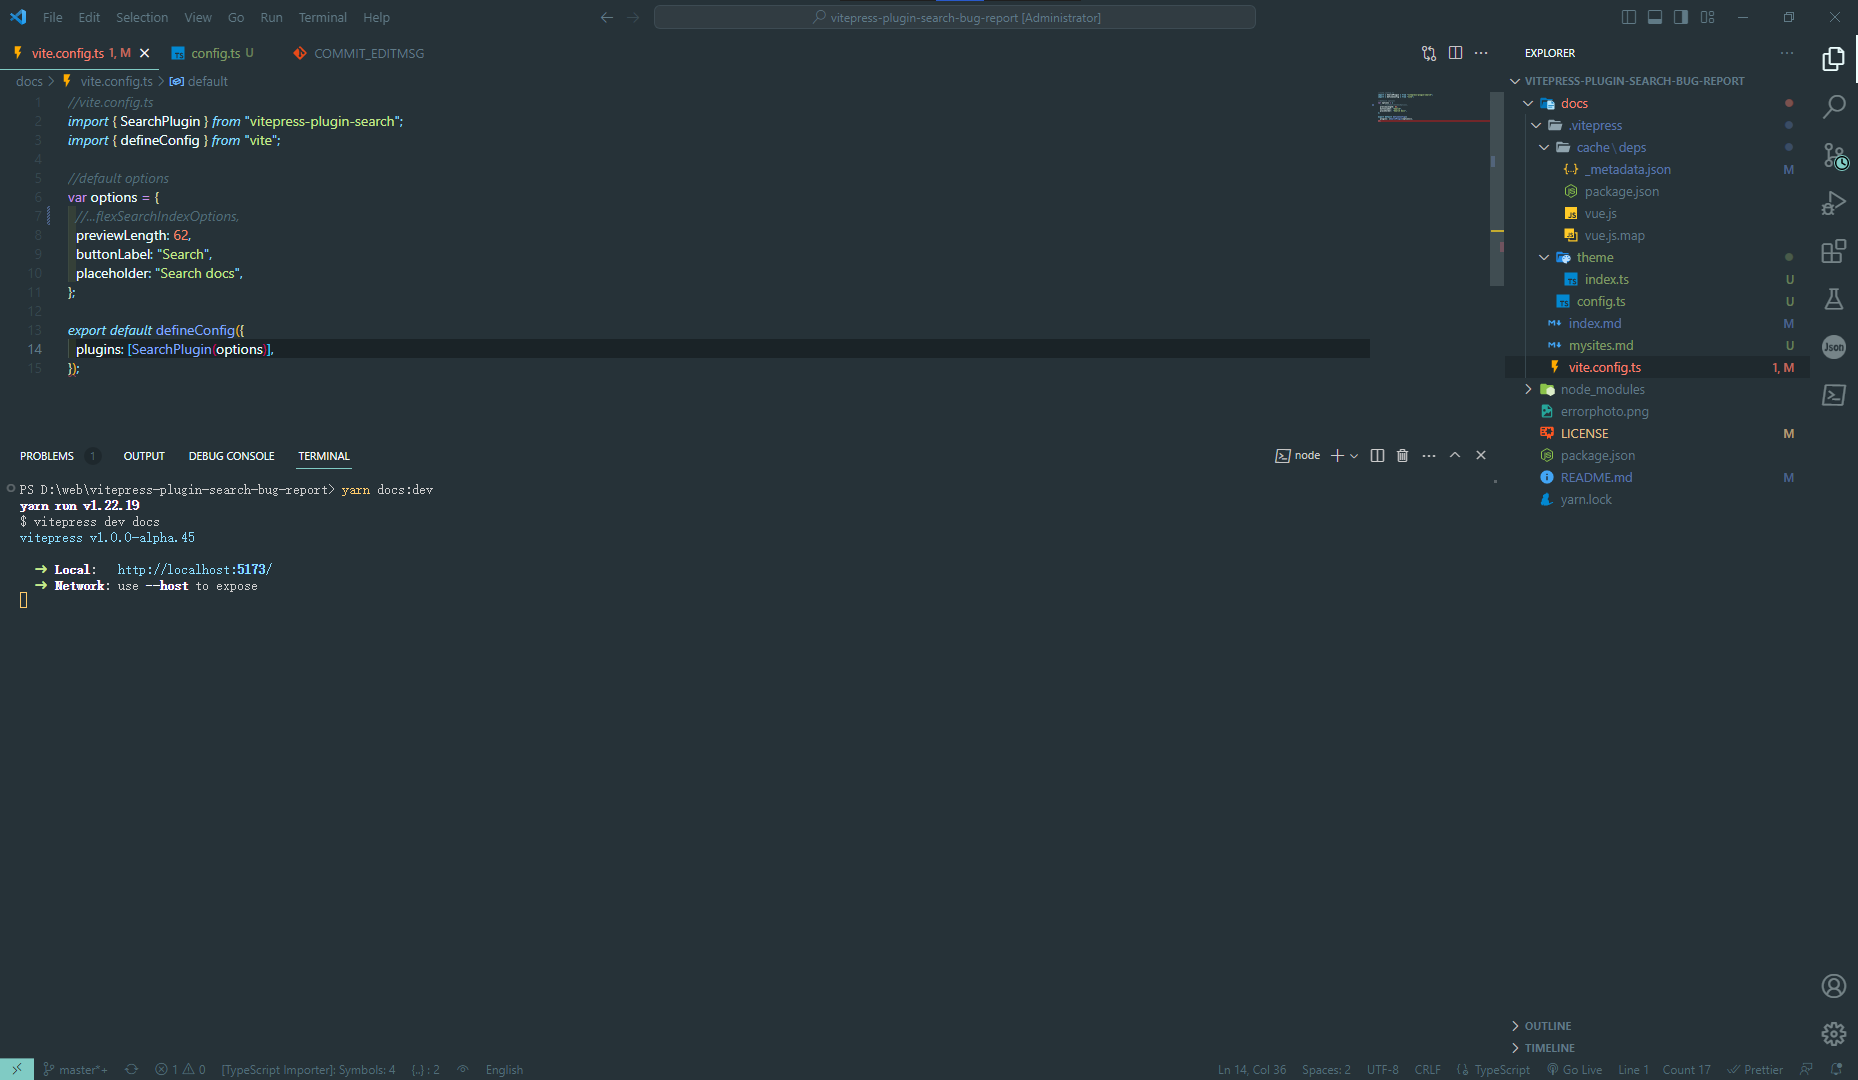 File Edit Selection View Go Run Terminal Help
vitepress-plugin-search-bug-report [Administrator]
vite.config.ts 1, M
config.ts U
COMMIT_EDITMSG
docs > vite.config.ts > default
1 //vite.config.ts
2 import { SearchPlugin } from "vitepress-plugin-search";
3 import { defineConfig } from "vite";
4
5 //default options
6 var options = {
7 //...flexSearchIndexOptions,
8 previewLength: 62,
9 buttonLabel: "Search",
10 placeholder: "Search docs",
11 };
12
13 export default defineConfig({
14 plugins: [SearchPlugin(options)],
15 });
PROBLEMS 1 OUTPUT DEBUG CONSOLE TERMINAL
node
PS D:\web\vitepress-plugin-search-bug-report> yarn docs:dev
yarn run v1.22.19
$ vitepress dev docs
vitepress v1.0.0-alpha.45
➜ Local: http://localhost:5173/
➜ Network: use --host to expose
EXPLORER
VITEPRESS-PLUGIN-SEARCH-BUG-REPORT
docs
.vitepress
cache\deps
_metadata.json M
package.json
vue.js
vue.js.map
theme
index.ts U
config.ts U
index.md M
mysites.md U
vite.config.ts 1, M
node_modules
errorphoto.png
LICENSE M
package.json
README.md M
yarn.lock
Json
OUTLINE
TIMELINE
master*+ 1 0 [TypeScript Importer]: Symbols: 4 {..} : 2 English
Ln 14, Col 36 Spaces: 2 UTF-8 CRLF TypeScript Go Live Line 1 Count 17 Prettier